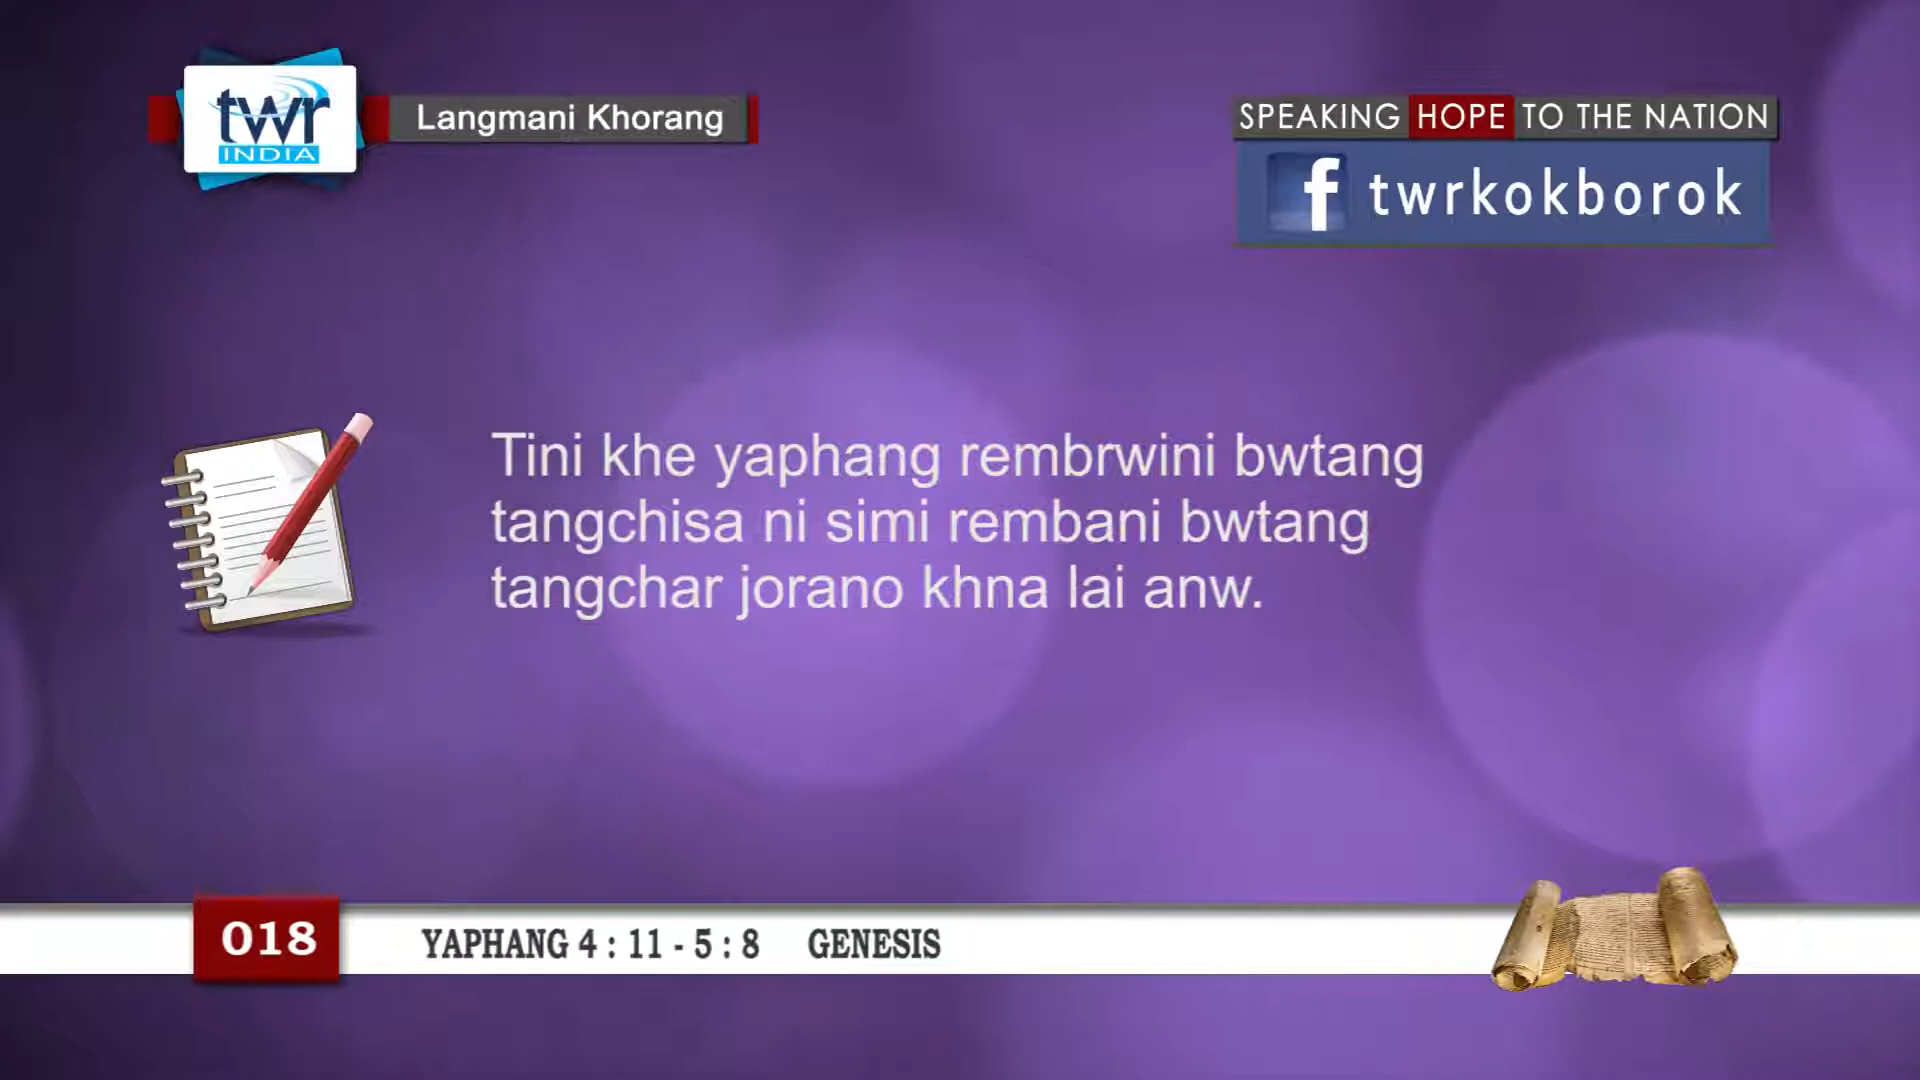 twr
INDIA
Langmani Khorang
SPEAKING HOPE TO THE NATION
f twrkokborok
Tini khe yaphang rembrwini bwtang
tangchisa ni simi rembani bwtang
tangchar jorano khna lai anw.
018 YAPHANG 4 : 11 - 5 : 8 GENESIS